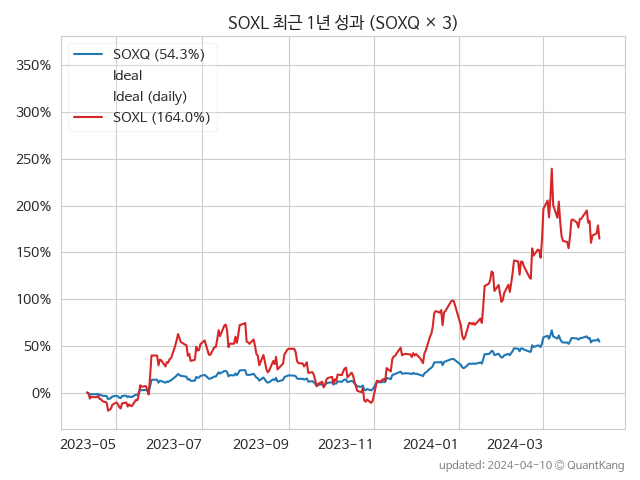 SOXL 최근 1년 성과 (SOXQ × 3)
SOXQ (54.3%)
Ideal
Ideal (daily)
SOXL (164.0%)
350%
300%
250%
200%
150%
100%
50%
0%
2023-05 2023-07 2023-09 2023-11 2024-01 2024-03
updated: 2024-04-10 © QuantKang